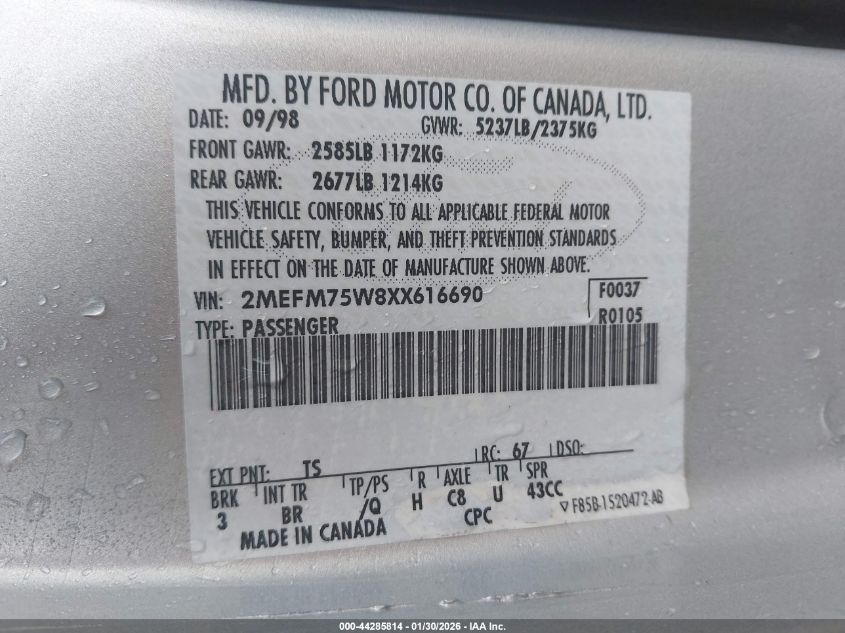 MFD. BY FORD MOTOR CO. OF CANADA, LTD.
DATE: 09/98 GVWR: 5237LB/2375KG
FRONT GAWR: 2585LB 1172KG
REAR GAWR: 2677LB 1214KG
THIS VEHICLE CONFORMS TO ALL APPLICABLE FEDERAL MOTOR
VEHICLE SAFETY, BUMPER, AND THEFT PREVENTION STANDARDS
IN EFFECT ON THE DATE OF MANUFACTURE SHOWN ABOVE.
VIN: 2MEFM75W8XX616690 F0037
TYPE: PASSENGER R0105
EXT PNT: TS RC: 67 DSO:
BRK INT TR TP/PS R AXLE TR SPR
3 BR /Q H C8 U 43CC
MADE IN CANADA CPC ▽ F85B-1520472-AB
000-44285814 - 01/30/2026 - IAA Inc.